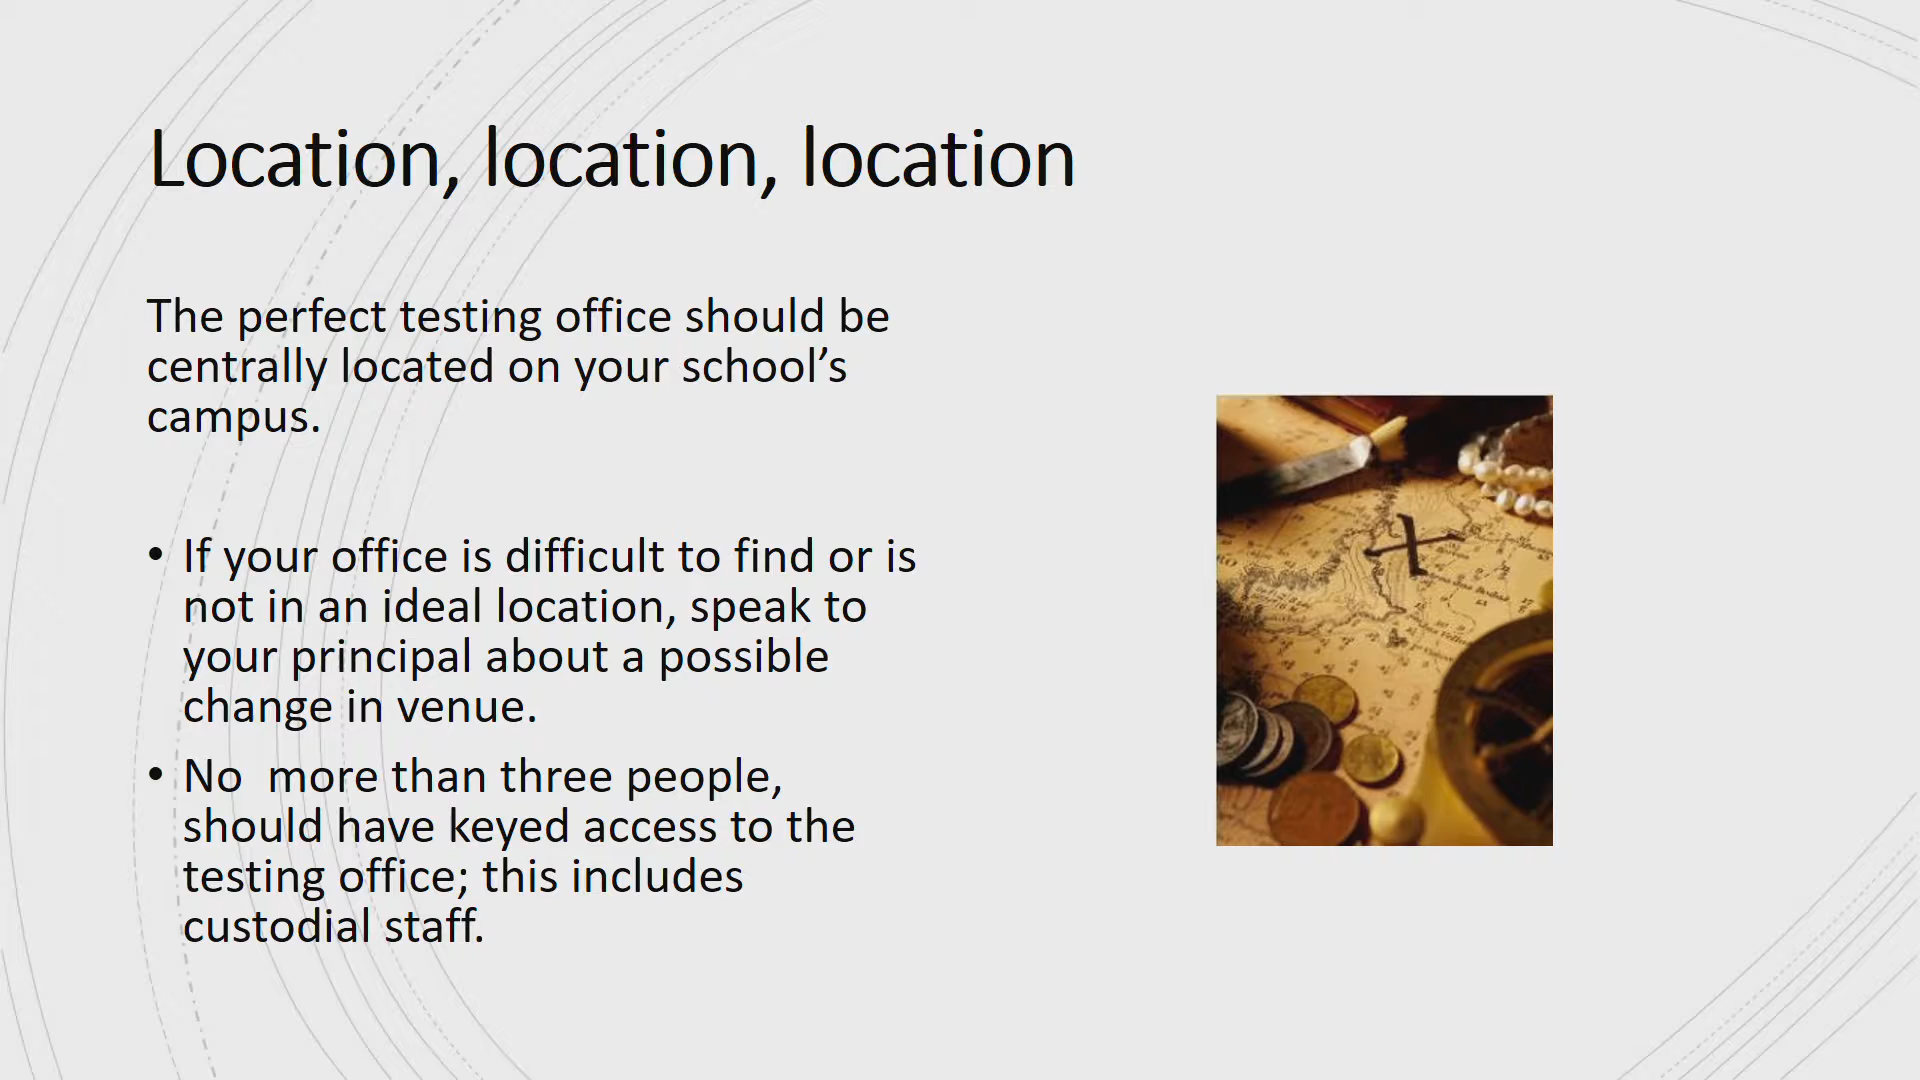 Location, location, location
The perfect testing office should be
centrally located on your school’s
campus.
• If your office is difficult to find or is
not in an ideal location, speak to
your principal about a possible
change in venue.
• No  more than three people,
should have keyed access to the
testing office; this includes
custodial staff.